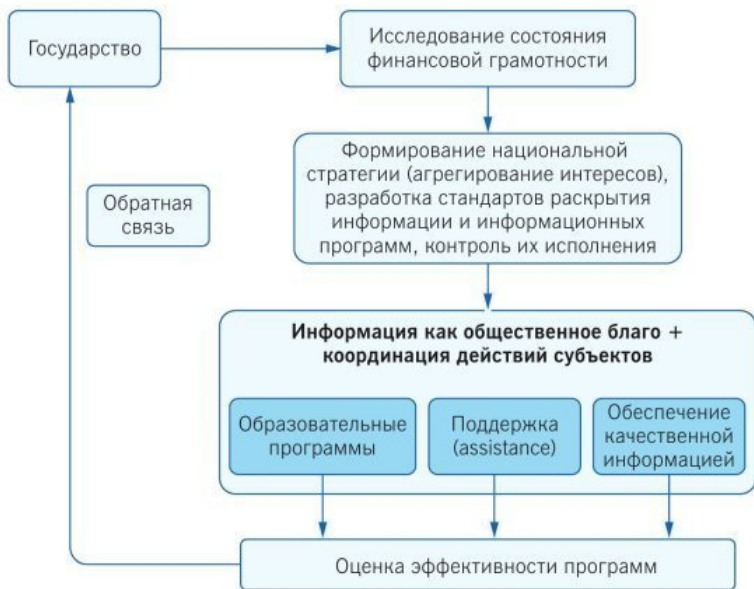 Государство
Исследование состояния
финансовой грамотности
Формирование национальной
стратегии (агрегирование интересов),
разработка стандартов раскрытия
информации и информационных
программ, контроль их исполнения
Обратная
связь
Информация как общественное благо +
координация действий субъектов
Образовательные
программы
Поддержка
(assistance)
Обеспечение
качественной
информацией
Оценка эффективности программ